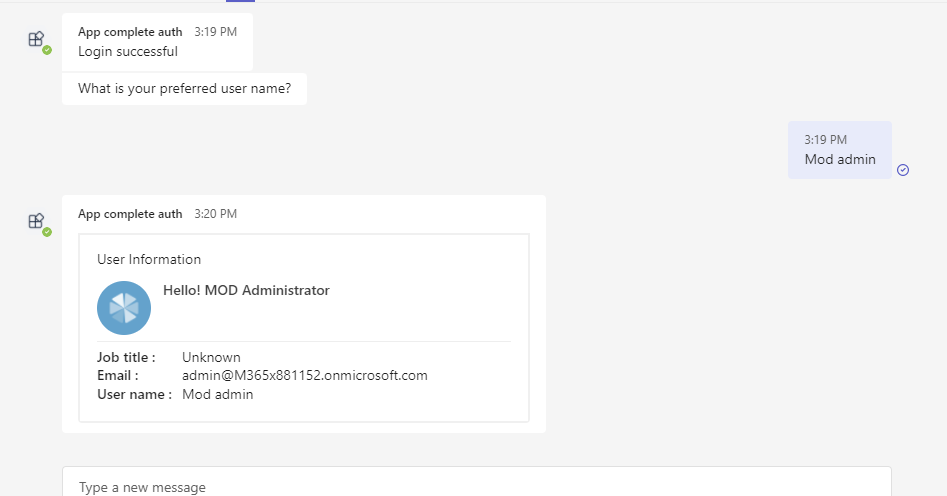 App complete auth 3:19 PM
Login successful
What is your preferred user name?
3:19 PM
Mod admin
App complete auth 3:20 PM
User Information
Hello! MOD Administrator
Job title : Unknown
Email : admin@M365x881152.onmicrosoft.com
User name : Mod admin
Type a new message